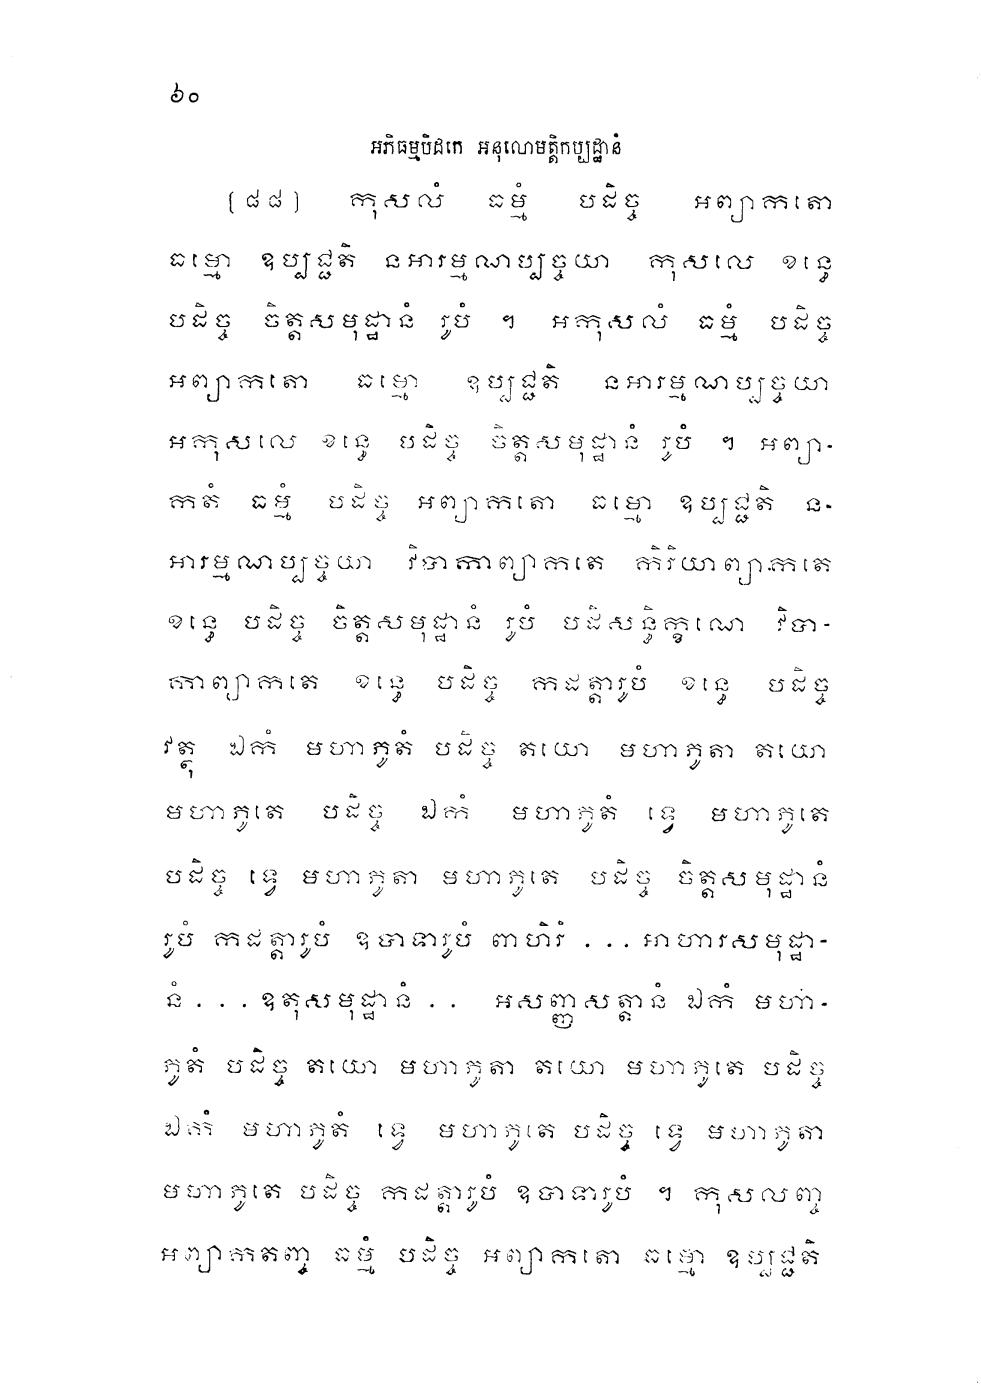 ៦០
អភិធម្មបិដកេ អនុលោមត្តិកប្បដ្ឋានំ
[៨៨] កុសលំ ធម្មំ បដិច្ច អព្យាកតោ
ធម្មោ ឧប្បជ្ជតិ នអារម្មណប្បច្ចយា កុសលេ ខន្ធេ
បដិច្ច ចិត្តសមុដ្ឋានំ រូបំ ។ អកុសលំ ធម្មំ បដិច្ច
អព្យាកតោ ធម្មោ ឧប្បជ្ជតិ នអារម្មណប្បច្ចយា
អកុសលេ ខន្ធេ បដិច្ច ចិត្តសមុដ្ឋានំ រូបំ ។ អព្យា-
កតំ ធម្មំ បដិច្ច អព្យាកតោ ធម្មោ ឧប្បជ្ជតិ ន-
អារម្មណប្បច្ចយា វិបាកាព្យាកតេ កិរិយាព្យាកតេ
ខន្ធេ បដិច្ច ចិត្តសមុដ្ឋានំ រូបំ បដិសន្ធិក្ខណេ វិបា-
កាព្យាកតេ ខន្ធេ បដិច្ច កដត្តារូបំ ខន្ធេ បដិច្ច
វត្ថុ ឯកំ មហាភូតំ បដិច្ច តយោ មហាភូតា តយោ
មហាភូតេ បដិច្ច ឯកំ មហាភូតំ ទ្វេ មហាភូតេ
បដិច្ច ទ្វេ មហាភូតា មហាភូតេ បដិច្ច ចិត្តសមុដ្ឋានំ
រូបំ កដត្តារូបំ ឧបាទារូបំ ពាហិរំ ... អាហារសមុដ្ឋា-
នំ ... ឧតុសមុដ្ឋានំ .. អសញ្ញសត្តានំ ឯកំ មហា-
ភូតំ បដិច្ច តយោ មហាភូតា តយោ មហាភូតេ បដិច្ច
ឯកំ មហាភូតំ ទ្វេ មហាភូតេ បដិច្ច ទ្វេ មហាភូតា
មហាភូតេ បដិច្ច កដត្តារូបំ ឧបាទារូបំ ។ កុសលញ្ច
អព្យាកតញ្ច ធម្មំ បដិច្ច អព្យាកតោ ធម្មោ ឧប្បជ្ជតិ